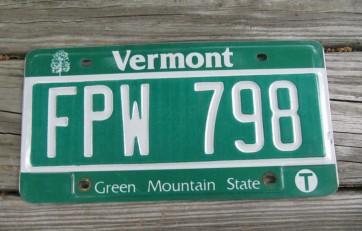 Vermont
FPW 798
Green Mountain State T